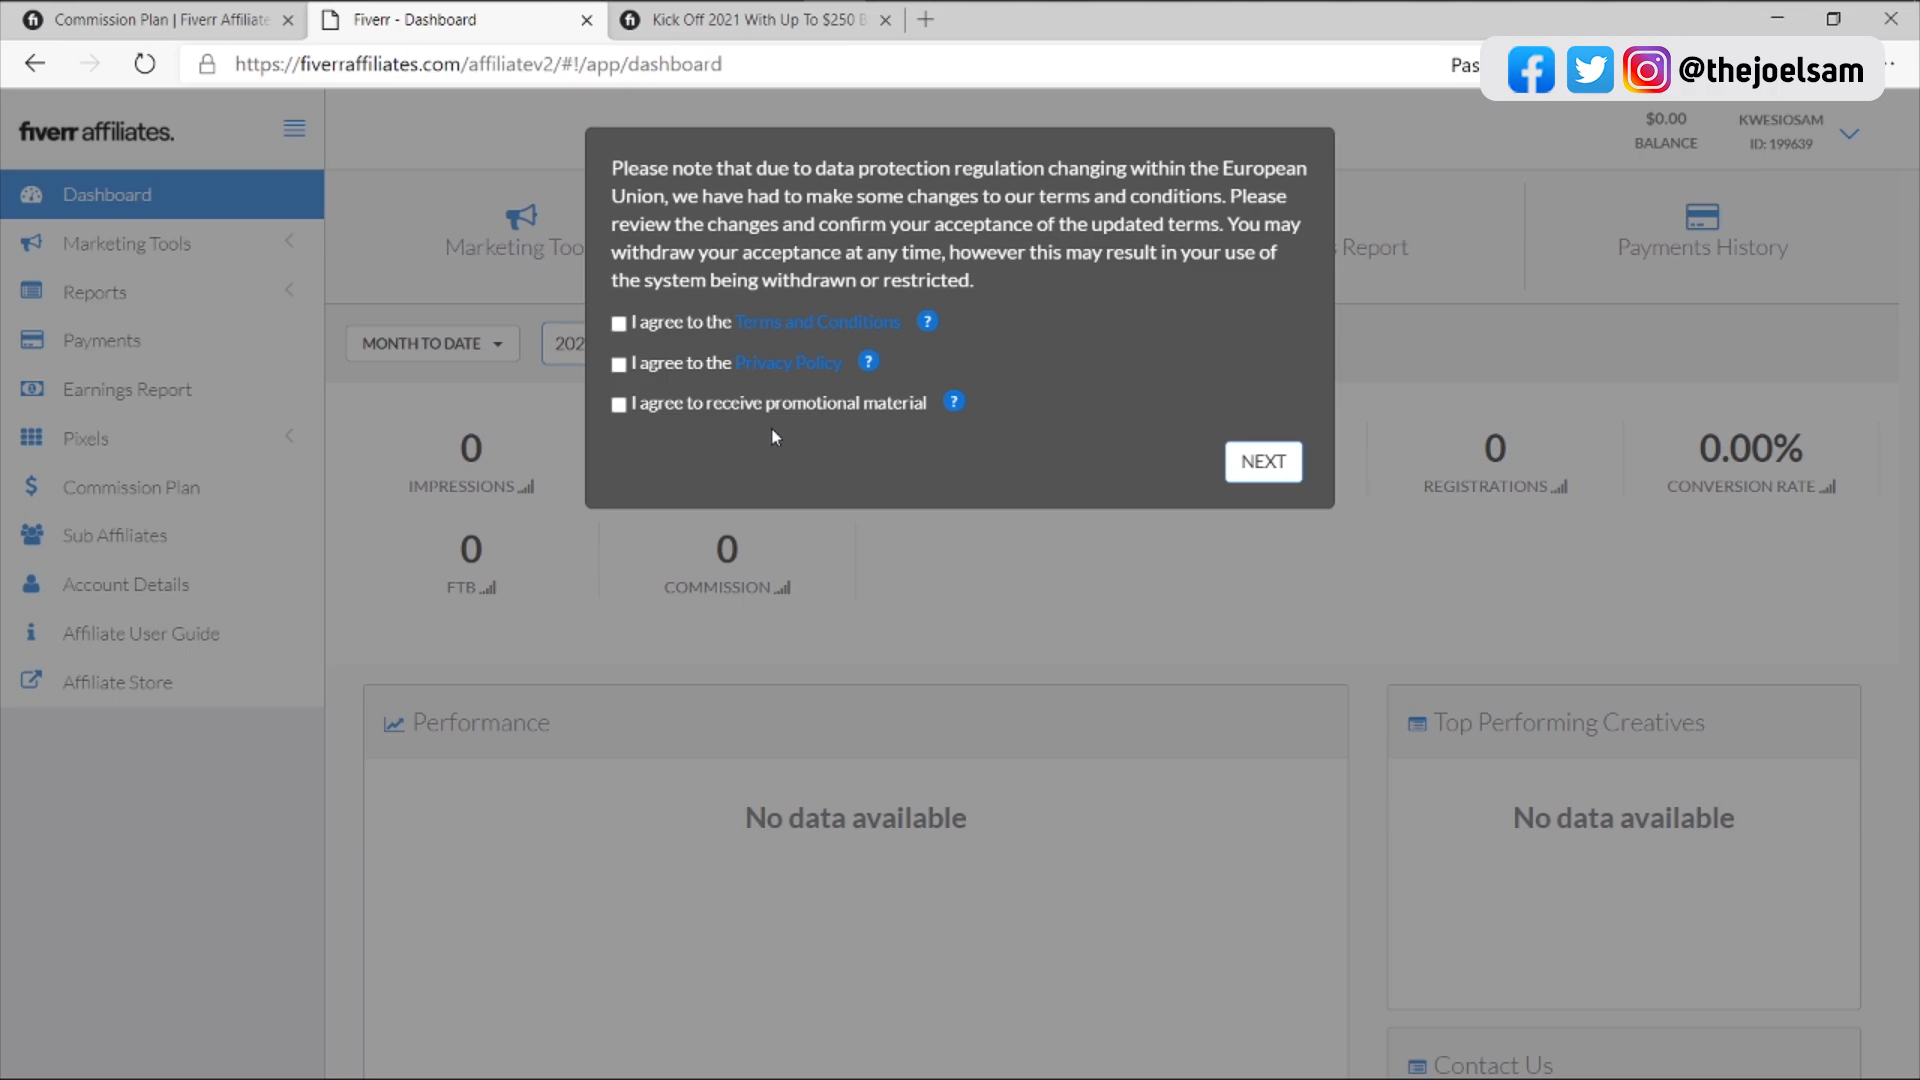 Commission Plan | Fiverr Affiliate
Fiverr - Dashboard
Kick Off 2021 With Up To $250 B
https://fiverraffiliates.com/affiliatev2/#!/app/dashboard
Pas
@thejoelsam
fiverr affiliates.
$0.00
BALANCE
KWESIOSAM
ID: 199639
Dashboard
Marketing Tools
Reports
Payments
Earnings Report
Pixels
Commission Plan
Sub Affiliates
Account Details
Affiliate User Guide
Affiliate Store
Marketing Too
Report
Payments History
MONTH TO DATE
202
Please note that due to data protection regulation changing within the European
Union, we have had to make some changes to our terms and conditions. Please
review the changes and confirm your acceptance of the updated terms. You may
withdraw your acceptance at any time, however this may result in your use of
the system being withdrawn or restricted.
I agree to the Terms and Conditions ?
I agree to the Privacy Policy ?
I agree to receive promotional material ?
NEXT
0
IMPRESSIONS
0
REGISTRATIONS
0.00%
CONVERSION RATE
0
FTB
0
COMMISSION
Performance
No data available
Top Performing Creatives
No data available
Contact Us